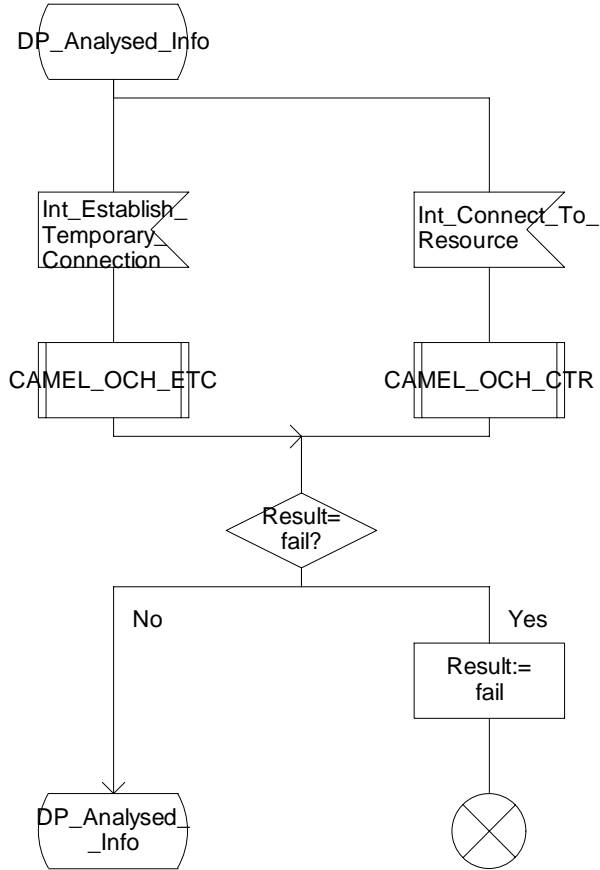 DP_Analysed_Info
Int_Establish_
Temporary_
Connection
Int_Connect_To_
Resource
CAMEL_OCH_ETC
CAMEL_OCH_CTR
Result=
fail?
No
Yes
Result:=
fail
DP_Analysed_
_Info